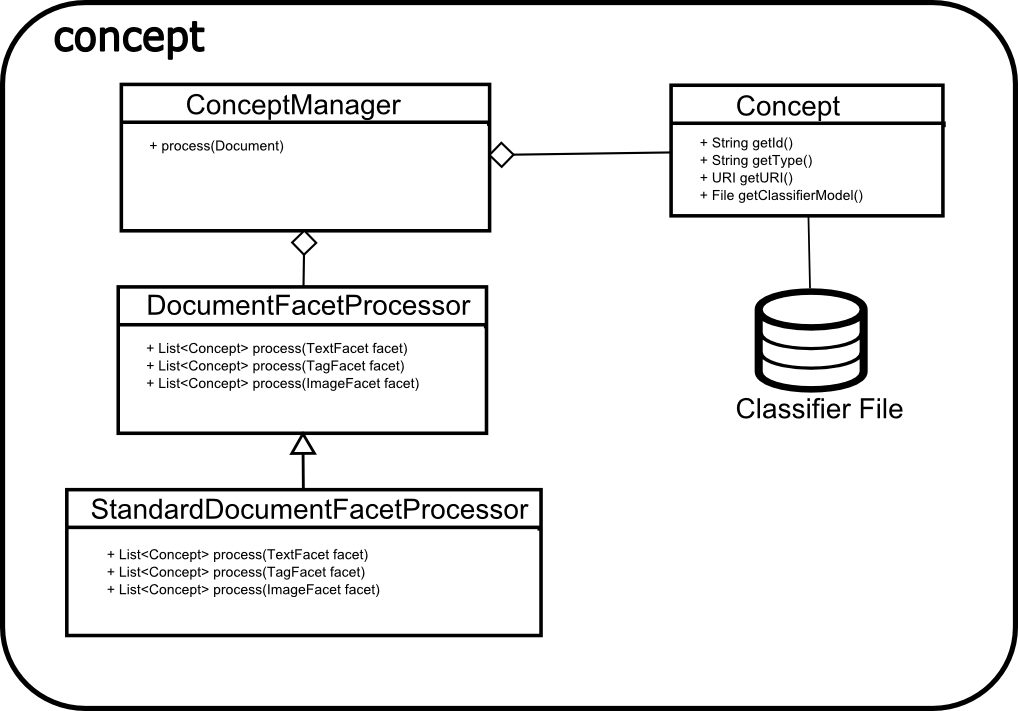 concept
ConceptManager
+ process(Document)
Concept
+ String getId()
+ String getType()
+ URI getURI()
+ File getClassifierModel()
DocumentFacetProcessor
+ List<Concept> process(TextFacet facet)
+ List<Concept> process(TagFacet facet)
+ List<Concept> process(ImageFacet facet)
Classifier File
StandardDocumentFacetProcessor
+ List<Concept> process(TextFacet facet)
+ List<Concept> process(TagFacet facet)
+ List<Concept> process(ImageFacet facet)